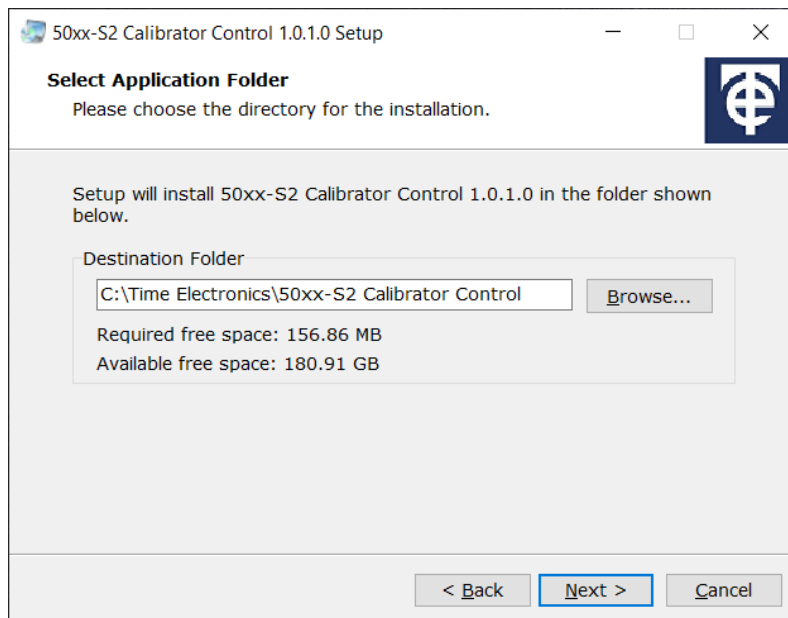 50xx-S2 Calibrator Control 1.0.1.0 Setup
Select Application Folder
Please choose the directory for the installation.
Setup will install 50xx-S2 Calibrator Control 1.0.1.0 in the folder shown
below.
Destination Folder
C:\Time Electronics\50xx-S2 Calibrator Control
Browse...
Required free space: 156.86 MB
Available free space: 180.91 GB
< Back
Next >
Cancel